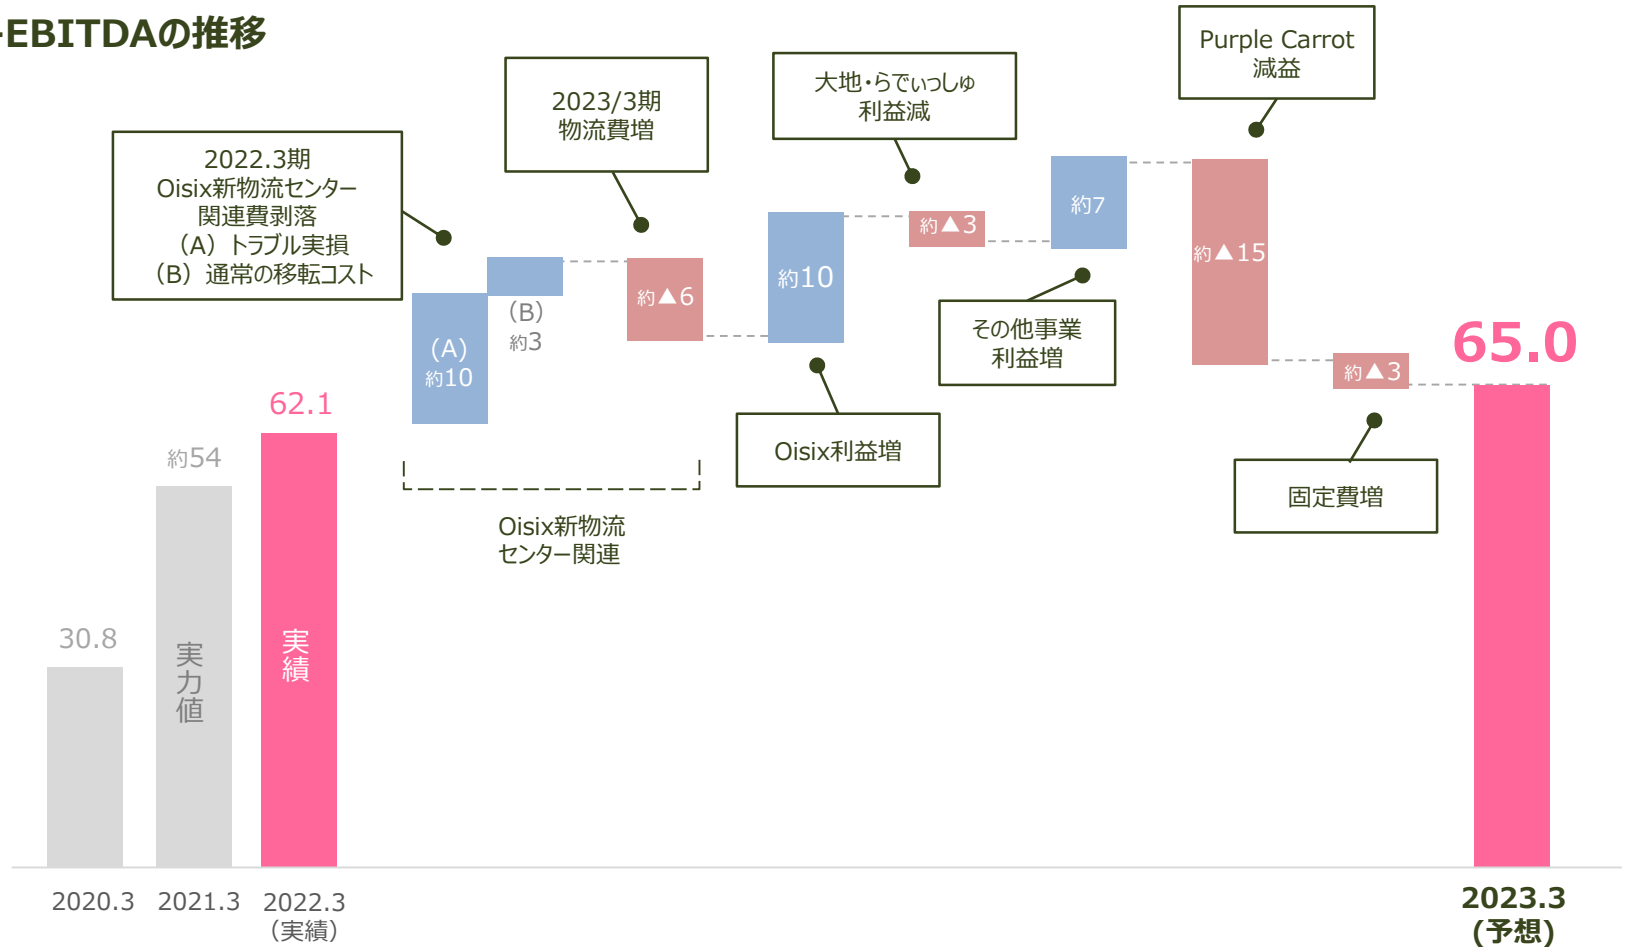 -EBITDAの推移
2022.3期
Oisix新物流センター
関連費剥落
（A）トラブル実損
（B）通常の移転コスト
2023/3期
物流費増
大地・らでぃっしゅ
利益減
Purple Carrot
減益
（A）
約10
（B）
約3
約▲6
約10
約▲3
約7
約▲15
約▲3
その他事業
利益増
Oisix利益増
固定費増
Oisix新物流
センター関連
30.8
約54
62.1
65.0
実力値
実績
2020.3
2021.3
2022.3
（実績）
2023.3
(予想)